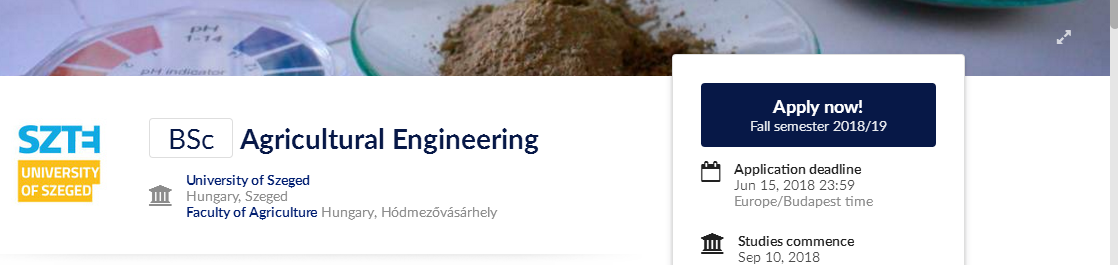 pH
1-14
pH indicator
SZTE
UNIVERSITY
OF SZEGED
BSc Agricultural Engineering
University of Szeged
Hungary, Szeged
Faculty of Agriculture Hungary, Hódmezővásárhely
Apply now!
Fall semester 2018/19
Application deadline
Jun 15, 2018 23:59
Europe/Budapest time
Studies commence
Sep 10, 2018